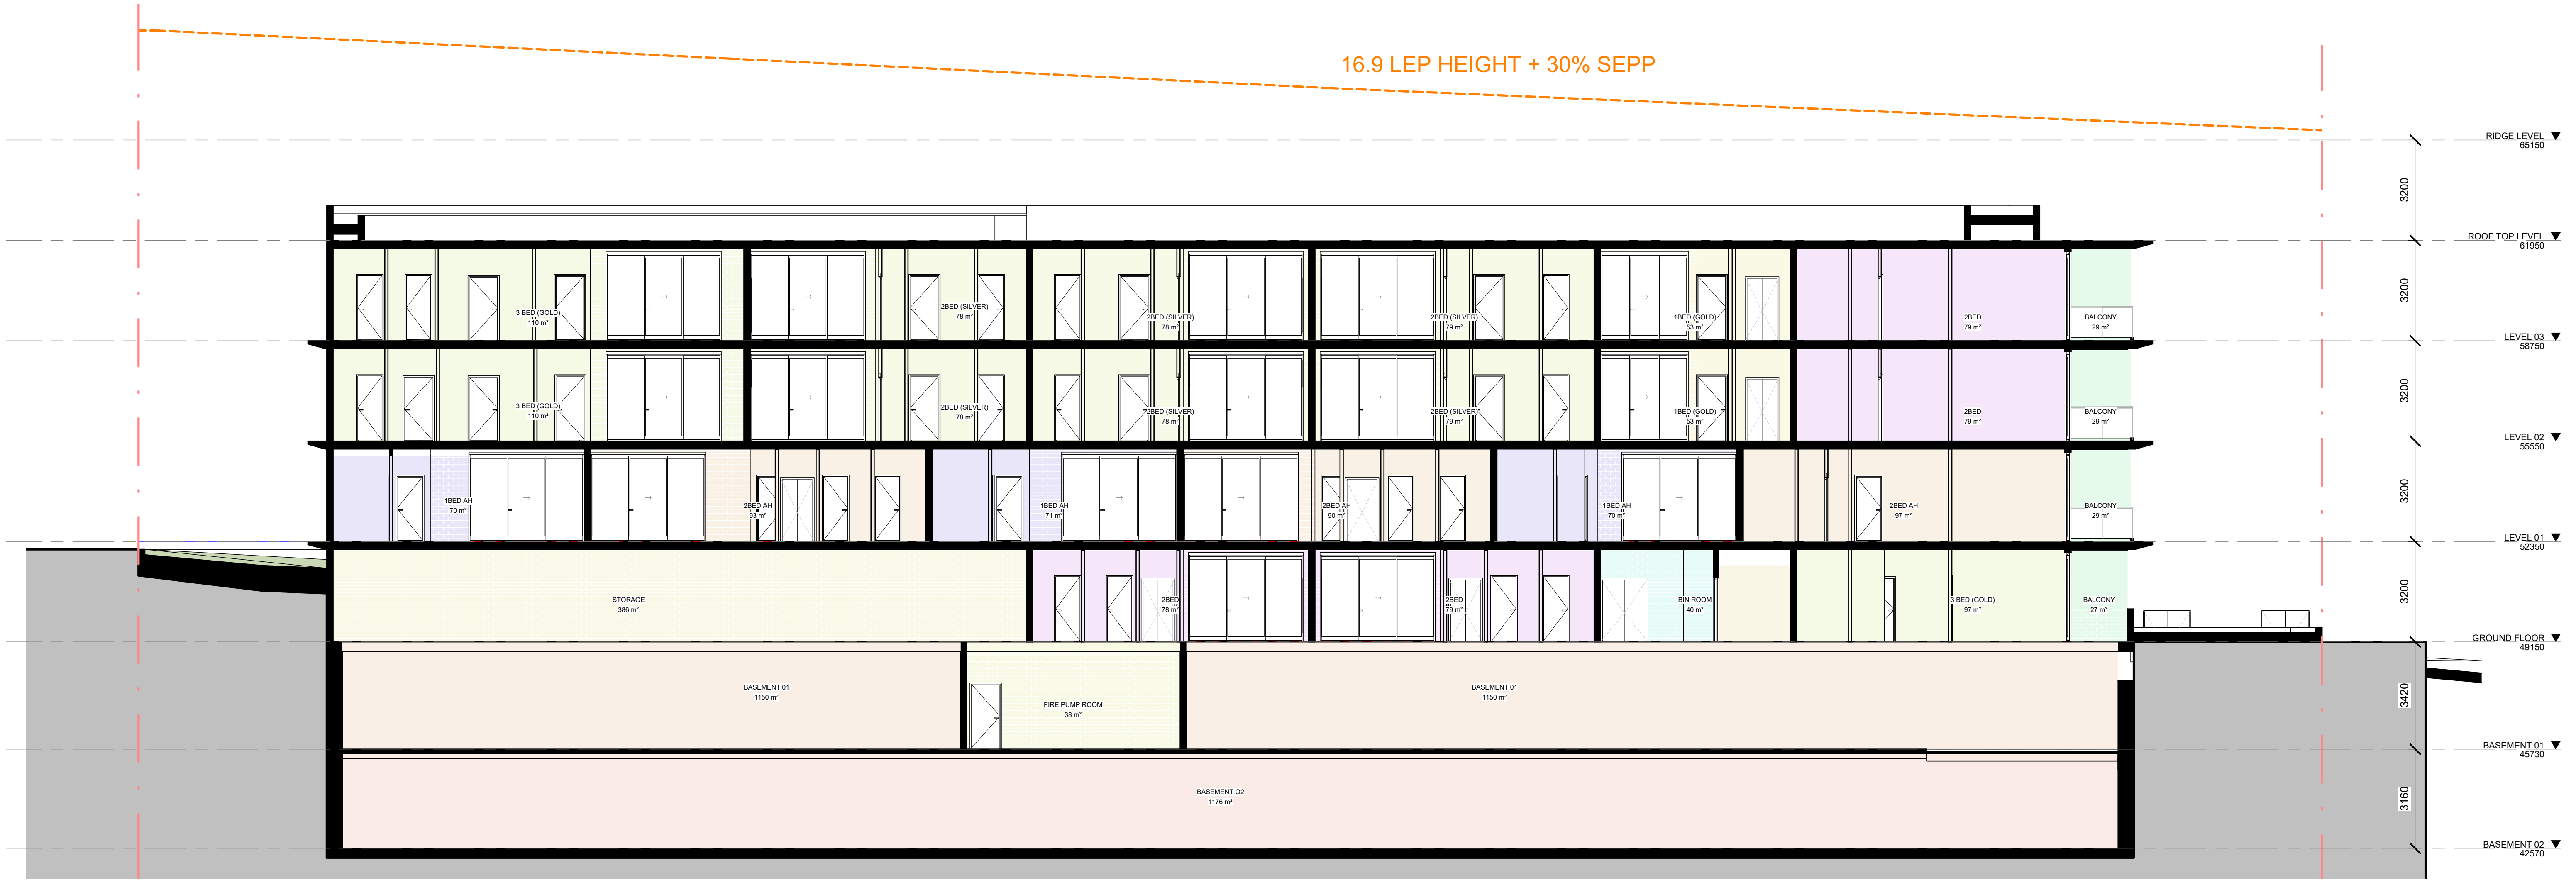 16.9 LEP HEIGHT + 30% SEPP
RIDGE LEVEL
65150
3200
ROOF TOP LEVEL
61950
3 BED (GOLD)
110 m²
2BED (SILVER)
78 m²
2BED (SILVER)
78 m²
2BED (SILVER)
79 m²
1BED (GOLD)
53 m²
2BED
79 m²
BALCONY
29 m²
3200
LEVEL 03
58750
3 BED (GOLD)
110 m²
2BED (SILVER)
78 m²
2BED (SILVER)
78 m²
2BED (SILVER)
79 m²
1BED (GOLD)
53 m²
2BED
79 m²
BALCONY
29 m²
3200
LEVEL 02
55550
1BED AH
70 m²
2BED AH
93 m²
1BED AH
71 m²
2BED AH
90 m²
1BED AH
70 m²
2BED AH
97 m²
BALCONY
29 m²
3200
LEVEL 01
52350
STORAGE
386 m²
2BED
78 m²
2BED
79 m²
BIN ROOM
40 m²
3 BED (GOLD)
97 m²
BALCONY
27 m²
3200
GROUND FLOOR
49150
BASEMENT 01
1150 m²
FIRE PUMP ROOM
38 m²
BASEMENT 01
1150 m²
3420
BASEMENT 01
45730
BASEMENT O2
1176 m²
3160
BASEMENT 02
42570